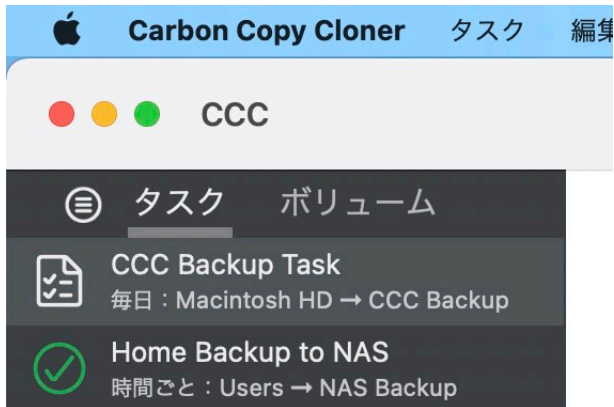 Carbon Copy Cloner タスク 編集
CCC
タスク ボリューム
CCC Backup Task
毎日：Macintosh HD → CCC Backup
Home Backup to NAS
時間ごと：Users → NAS Backup